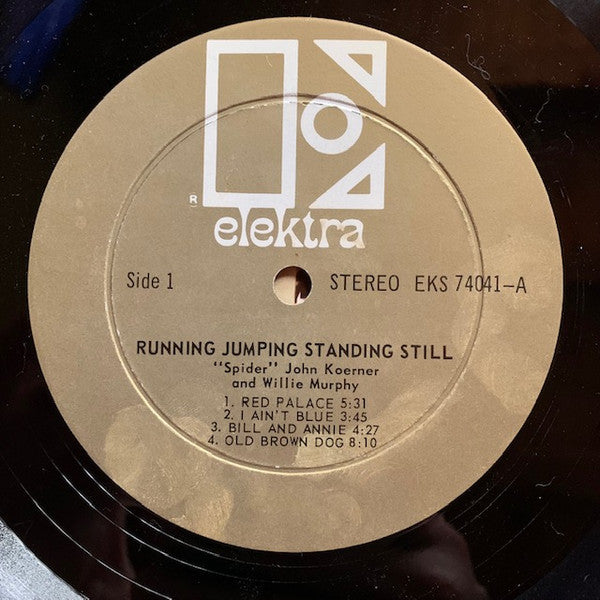 R
elektra
Side 1
STEREO EKS 74041-A
RUNNING JUMPING STANDING STILL
"Spider" John Koerner
and Willie Murphy
1. RED PALACE 5:31
2. I AIN'T BLUE 3:45
3. BILL AND ANNIE 4:27
4. OLD BROWN DOG 8:10